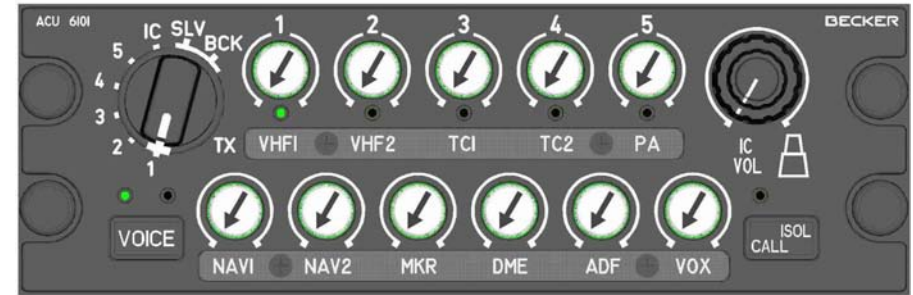 ACU 6101
BECKER
IC SLV BCK
5 4 3 2 1
TX
1 2 3 4 5
VHF1 VHF2 TC1 TC2 PA
IC
VOL
VOICE
NAV1 NAV2 MKR DME ADF VOX
ISOL
CALL